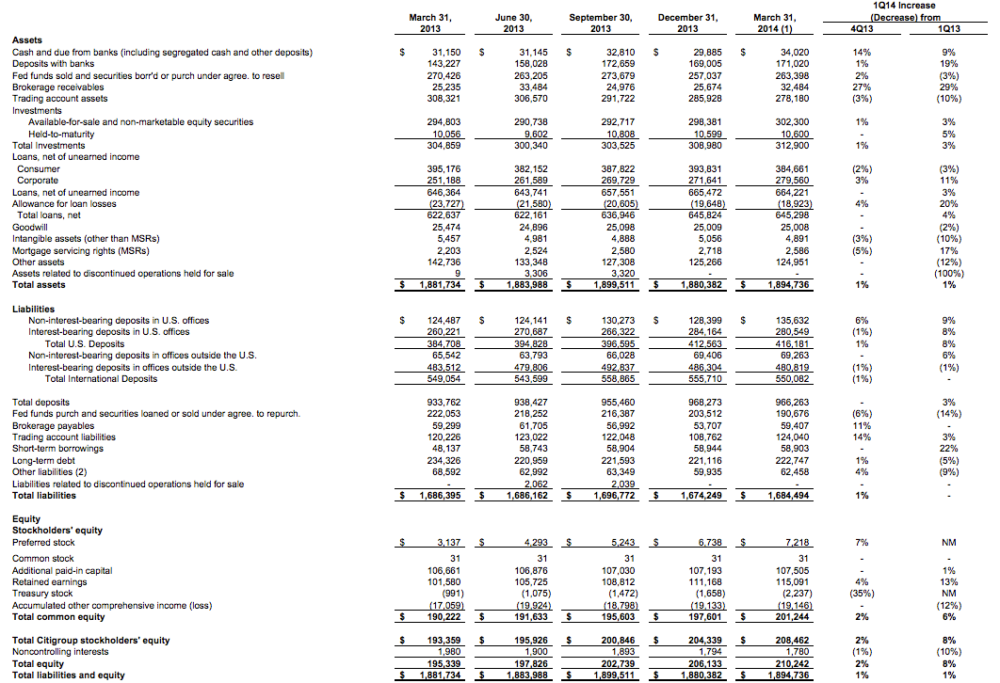 1Q14 Increase
March 31, June 30, September 30, December 31, March 31, (Decrease) from
2013 2013 2013 2013 2014 (1) 4Q13 1Q13
Assets
Cash and due from banks (including segregated cash and other deposits) $ 31,150 $ 31,145 $ 32,810 $ 29,885 $ 34,020 14% 9%
Deposits with banks 143,227 158,028 172,659 169,005 171,020 1% 19%
Fed funds sold and securities borr'd or purch under agree. to resell 270,426 263,205 273,679 257,037 263,398 2% (3%)
Brokerage receivables 25,235 33,484 24,976 25,674 32,484 27% 29%
Trading account assets 308,321 306,570 291,722 285,928 278,180 (3%) (10%)
Investments
Available-for-sale and non-marketable equity securities 294,803 290,738 292,717 298,381 302,300 1% 3%
Held-to-maturity 10,056 9,602 10,808 10,599 10,600 - 5%
Total Investments 304,859 300,340 303,525 308,980 312,900 1% 3%
Loans, net of unearned income
Consumer 395,176 382,152 387,822 393,831 384,661 (2%) (3%)
Corporate 251,188 261,589 269,729 271,641 279,560 3% 11%
Loans, net of unearned income 646,364 643,741 657,551 665,472 664,221 - 3%
Allowance for loan losses (23,727) (21,580) (20,605) (19,648) (18,923) 4% 20%
Total loans, net 622,637 622,161 636,946 645,824 645,298 - 4%
Goodwill 25,474 24,896 25,098 25,009 25,008 - (2%)
Intangible assets (other than MSRs) 5,457 4,981 4,888 5,056 4,891 (3%) (10%)
Mortgage servicing rights (MSRs) 2,203 2,524 2,580 2,718 2,586 (5%) 17%
Other assets 142,736 133,348 127,308 125,266 124,951 - (12%)
Assets related to discontinued operations held for sale 9 3,306 3,320 - - - (100%)
Total assets $ 1,881,734 $ 1,883,988 $ 1,899,511 $ 1,880,382 $ 1,894,736 1% 1%
Liabilities
Non-interest-bearing deposits in U.S. offices $ 124,487 $ 124,141 $ 130,273 $ 128,399 $ 135,632 6% 9%
Interest-bearing deposits in U.S. offices 260,221 270,687 266,322 284,164 280,549 (1%) 8%
Total U.S. Deposits 384,708 394,828 396,595 412,563 416,181 1% 8%
Non-interest-bearing deposits in offices outside the U.S. 65,542 63,793 66,028 69,406 69,263 - 6%
Interest-bearing deposits in offices outside the U.S. 483,512 479,806 492,837 486,304 480,819 (1%) (1%)
Total International Deposits 549,054 543,599 558,865 555,710 550,082 (1%) -
Total deposits 933,762 938,427 955,460 968,273 966,263 - 3%
Fed funds purch and securities loaned or sold under agree. to repurch. 222,053 218,252 216,387 203,512 190,676 (6%) (14%)
Brokerage payables 59,299 61,705 56,992 53,707 59,407 11% -
Trading account liabilities 120,226 123,022 122,048 108,762 124,040 14% 3%
Short-term borrowings 48,137 58,743 58,904 58,944 58,903 - 22%
Long-term debt 234,326 220,959 221,593 221,116 222,747 1% (5%)
Other liabilities (2) 68,592 62,992 63,349 59,935 62,458 4% (9%)
Liabilities related to discontinued operations held for sale - 2,062 2,039 - - - -
Total liabilities $ 1,686,395 $ 1,686,162 $ 1,696,772 $ 1,674,249 $ 1,684,494 1% -
Equity
Stockholders' equity
Preferred stock $ 3,137 $ 4,293 $ 5,243 $ 6,738 $ 7,218 7% NM
Common stock 31 31 31 31 31 - -
Additional paid-in capital 106,661 106,876 107,030 107,193 107,505 - 1%
Retained earnings 101,580 105,725 108,812 111,168 115,091 4% 13%
Treasury stock (991) (1,075) (1,472) (1,658) (2,237) (35%) NM
Accumulated other comprehensive income (loss) (17,059) (19,924) (18,798) (19,133) (19,146) - (12%)
Total common equity $ 190,222 $ 191,633 $ 195,603 $ 197,601 $ 201,244 2% 6%
Total Citigroup stockholders' equity $ 193,359 $ 195,926 $ 200,846 $ 204,339 $ 208,462 2% 8%
Noncontrolling interests 1,980 1,900 1,893 1,794 1,780 (1%) (10%)
Total equity 195,339 197,826 202,739 206,133 210,242 2% 8%
Total liabilities and equity $ 1,881,734 $ 1,883,988 $ 1,899,511 $ 1,880,382 $ 1,894,736 1% 1%